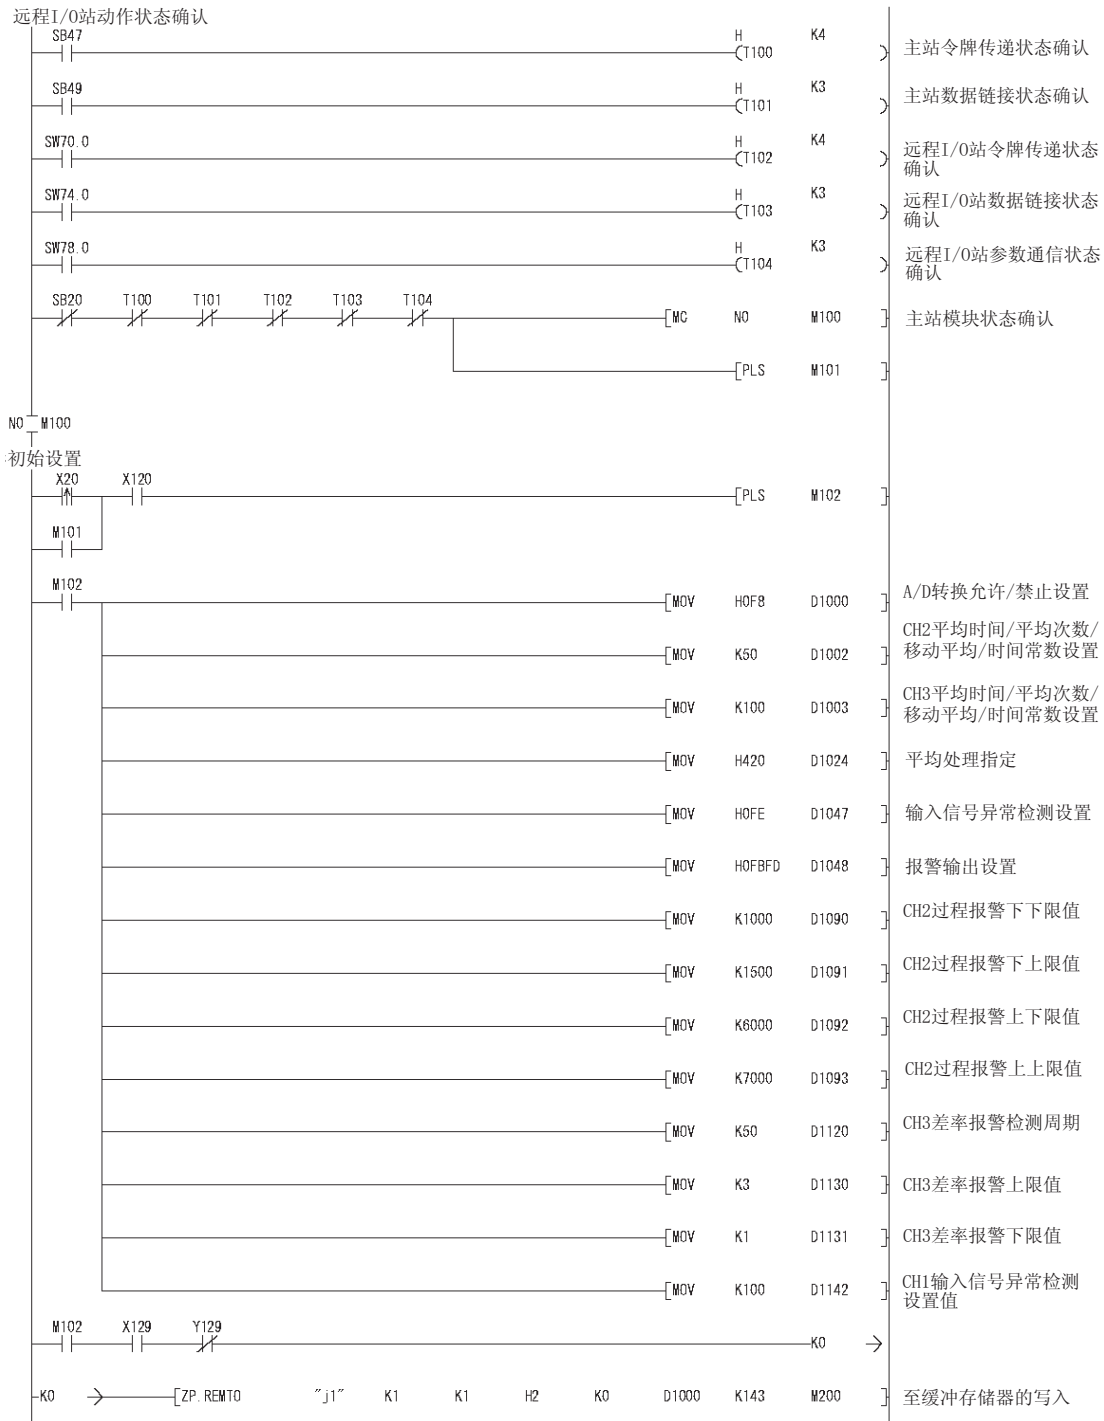 远程I/O站动作状态确认
SB47 H K4
T100 主站令牌传递状态确认
SB49 H K3
T101 主站数据链接状态确认
SW70.0 H K4
T102 远程I/O站令牌传递状态
确认
SW74.0 H K3
T103 远程I/O站数据链接状态
确认
SW78.0 H K3
T104 远程I/O站参数通信状态
确认
SB20 T100 T101 T102 T103 T104
MC N0 M100 主站模块状态确认
PLS M101
N0 M100
初始设置
X20 X120
PLS M102
M101
M102
MOV H0F8 D1000 A/D转换允许/禁止设置
MOV K50 D1002 CH2平均时间/平均次数/
移动平均/时间常数设置
MOV K100 D1003 CH3平均时间/平均次数/
移动平均/时间常数设置
MOV H420 D1024 平均处理指定
MOV H0FE D1047 输入信号异常检测设置
MOV H0FBFD D1048 报警输出设置
MOV K1000 D1090 CH2过程报警下下限值
MOV K1500 D1091 CH2过程报警下上限值
MOV K6000 D1092 CH2过程报警上下限值
MOV K7000 D1093 CH2过程报警上上限值
MOV K50 D1120 CH3差率报警检测周期
MOV K3 D1130 CH3差率报警上限值
MOV K1 D1131 CH3差率报警下限值
MOV K100 D1142 CH1输入信号异常检测
设置值
M102 X129 Y129
K0
K0 ZP.REMTO "j1" K1 K1 H2 K0 D1000 K143 M200 至缓冲存储器的写入